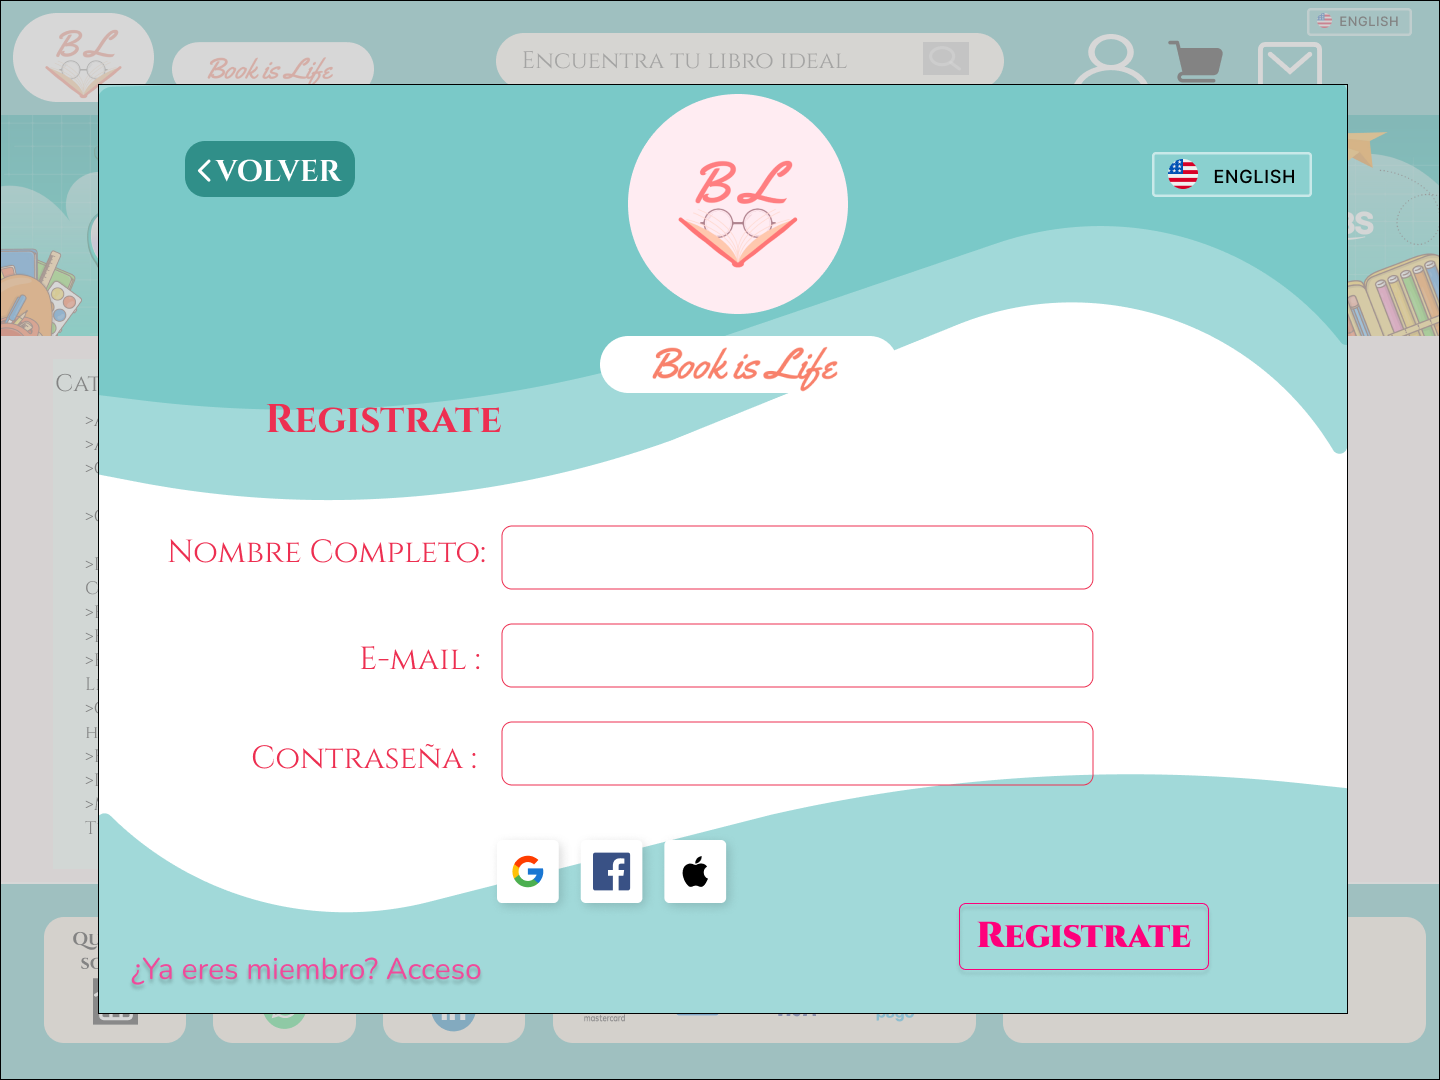 BL
Book is Life
Encuentra tu libro ideal
ENGLISH
VOLVER
BL
ENGLISH
Book is Life
Registrate
Nombre Completo:
E-mail :
Contraseña :
G
f
Registrate
¿Ya eres miembro? Acceso
mastercard